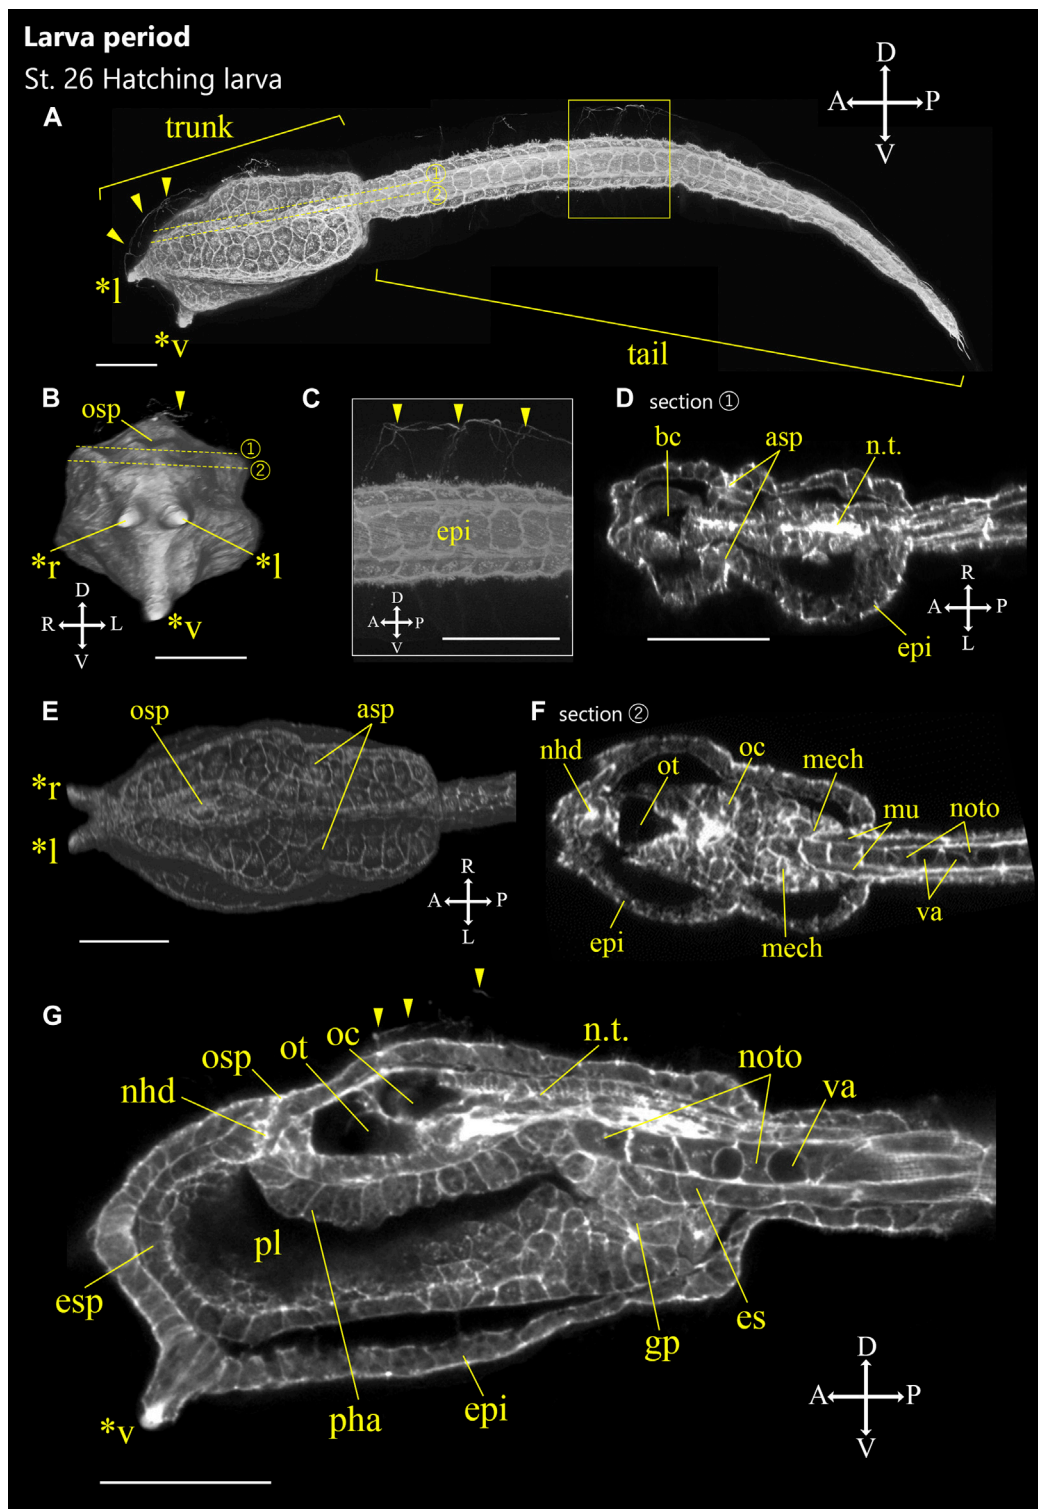 Larva period
St. 26 Hatching larva
A
D
A P
V
trunk
①
②
*l
*v
tail
B
osp
①
②
*r
*l
*v
D
R L
V
C
epi
D
A P
V
D section ①
bc
asp
n.t.
epi
R
A P
L
E
osp
asp
*r
*l
R
A P
L
F section ②
nhd
ot
oc
mech
mu
noto
va
epi
mech
G
nhd
osp
ot
oc
n.t.
noto
va
pl
esp
pha
epi
gp
es
*v
D
A P
V